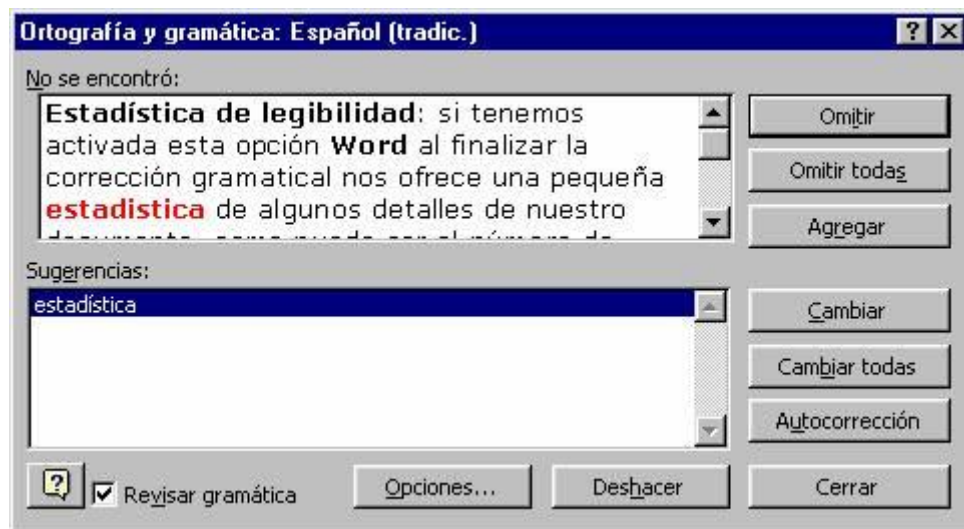 Ortografía y gramática: Español (tradic.)
No se encontró:
Estadística de legibilidad: si tenemos
activada esta opción Word al finalizar la
corrección gramatical nos ofrece una pequeña
estadistica de algunos detalles de nuestro
Omitir
Omitir todas
Agregar
Sugerencias:
estadística
Cambiar
Cambiar todas
Autocorrección
Revisar gramática
Opciones...
Deshacer
Cerrar